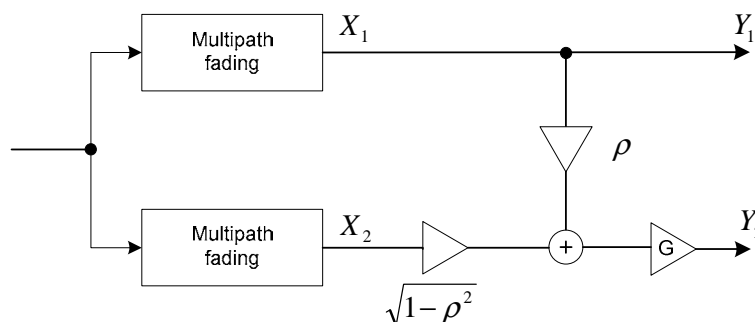 Multipath
fading
X₁
Y₁
ρ
Multipath
fading
X₂
+
G
Y
√1−ρ²